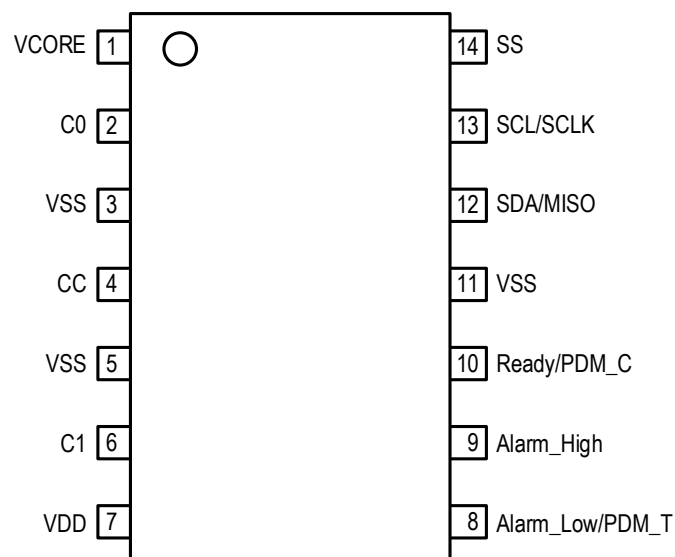 VCORE 1 14 SS
C0 2 13 SCL/SCLK
VSS 3 12 SDA/MISO
CC 4 11 VSS
VSS 5 10 Ready/PDM_C
C1 6 9 Alarm_High
VDD 7 8 Alarm_Low/PDM_T